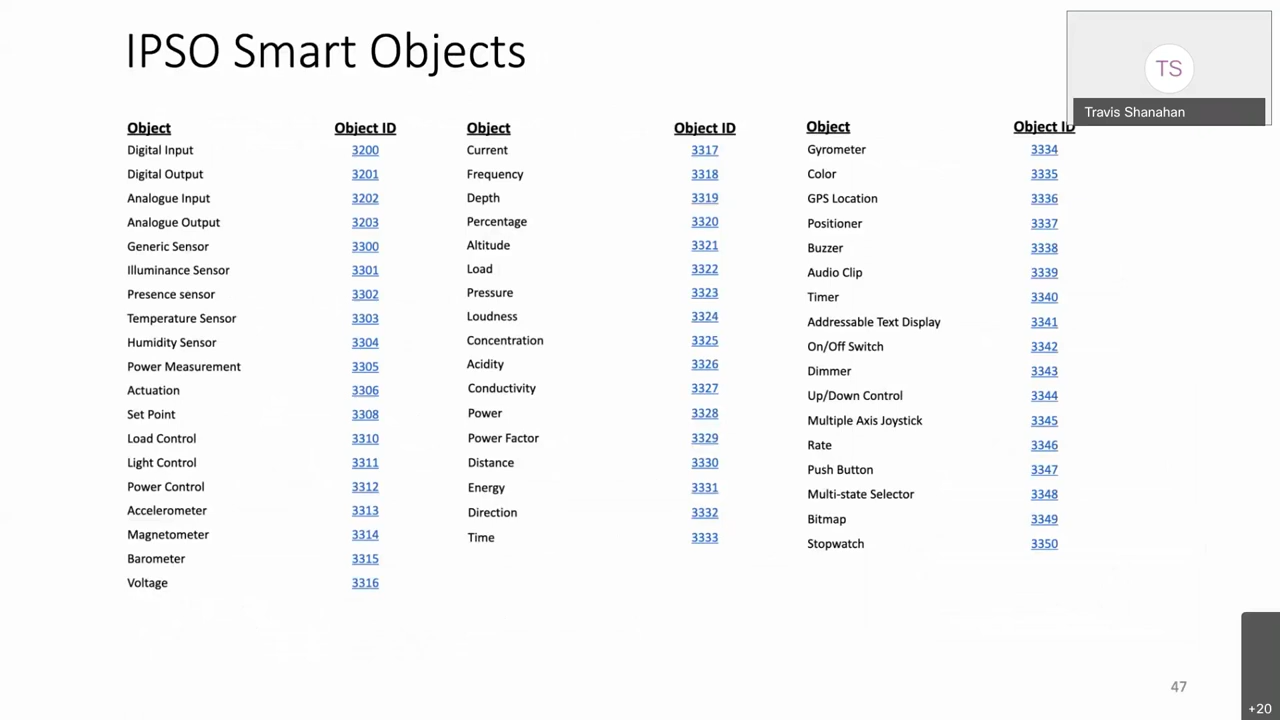 IPSO Smart Objects
TS
Travis Shanahan
Object Object ID
Digital Input 3200
Digital Output 3201
Analogue Input 3202
Analogue Output 3203
Generic Sensor 3300
Illuminance Sensor 3301
Presence sensor 3302
Temperature Sensor 3303
Humidity Sensor 3304
Power Measurement 3305
Actuation 3306
Set Point 3308
Load Control 3310
Light Control 3311
Power Control 3312
Accelerometer 3313
Magnetometer 3314
Barometer 3315
Voltage 3316
Object Object ID
Current 3317
Frequency 3318
Depth 3319
Percentage 3320
Altitude 3321
Load 3322
Pressure 3323
Loudness 3324
Concentration 3325
Acidity 3326
Conductivity 3327
Power 3328
Power Factor 3329
Distance 3330
Energy 3331
Direction 3332
Time 3333
Object Object ID
Gyrometer 3334
Color 3335
GPS Location 3336
Positioner 3337
Buzzer 3338
Audio Clip 3339
Timer 3340
Addressable Text Display 3341
On/Off Switch 3342
Dimmer 3343
Up/Down Control 3344
Multiple Axis Joystick 3345
Rate 3346
Push Button 3347
Multi-state Selector 3348
Bitmap 3349
Stopwatch 3350
47
+20